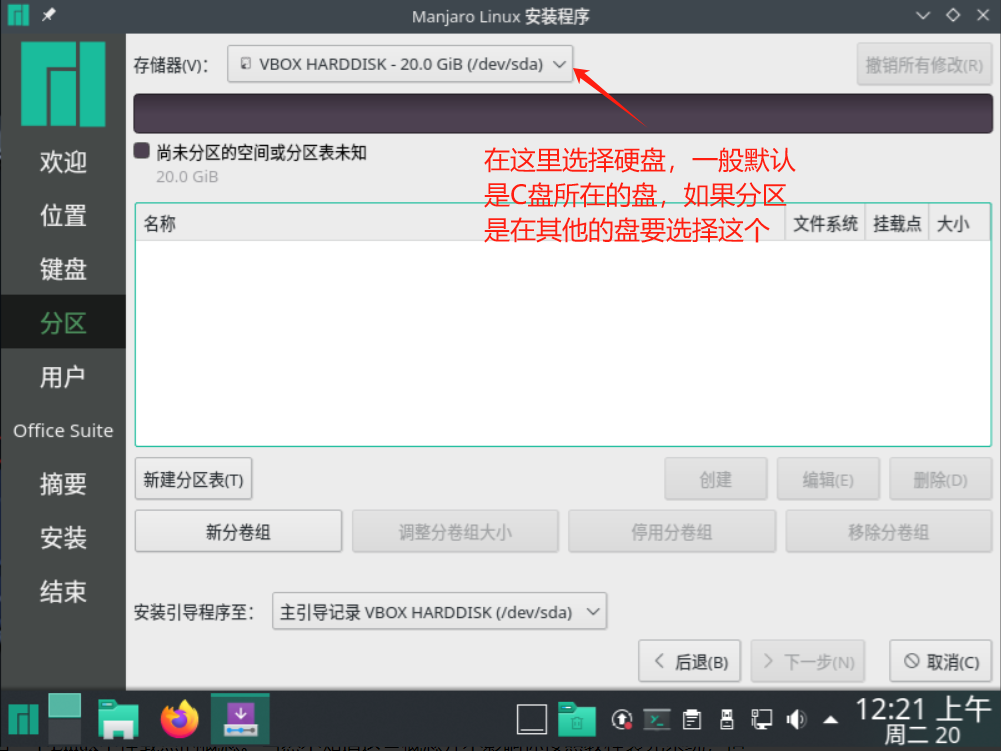 Manjaro Linux 安装程序
存储器(V)： VBOX HARDDISK - 20.0 GiB (/dev/sda) 撤销所有修改(R)
尚未分区的空间或分区表未知
20.0 GiB
在这里选择硬盘，一般默认
是C盘所在的盘，如果分区
是在其他的盘要选择这个
名称 文件系统 挂载点 大小
欢迎
位置
键盘
分区
用户
Office Suite
摘要
安装
结束
新建分区表(T) 创建 编辑(E) 删除(D)
新分卷组 调整分卷组大小 停用分卷组 移除分卷组
安装引导程序至： 主引导记录 VBOX HARDDISK (/dev/sda)
后退(B) 下一步(N) 取消(C)
12:21 上午
周二 20